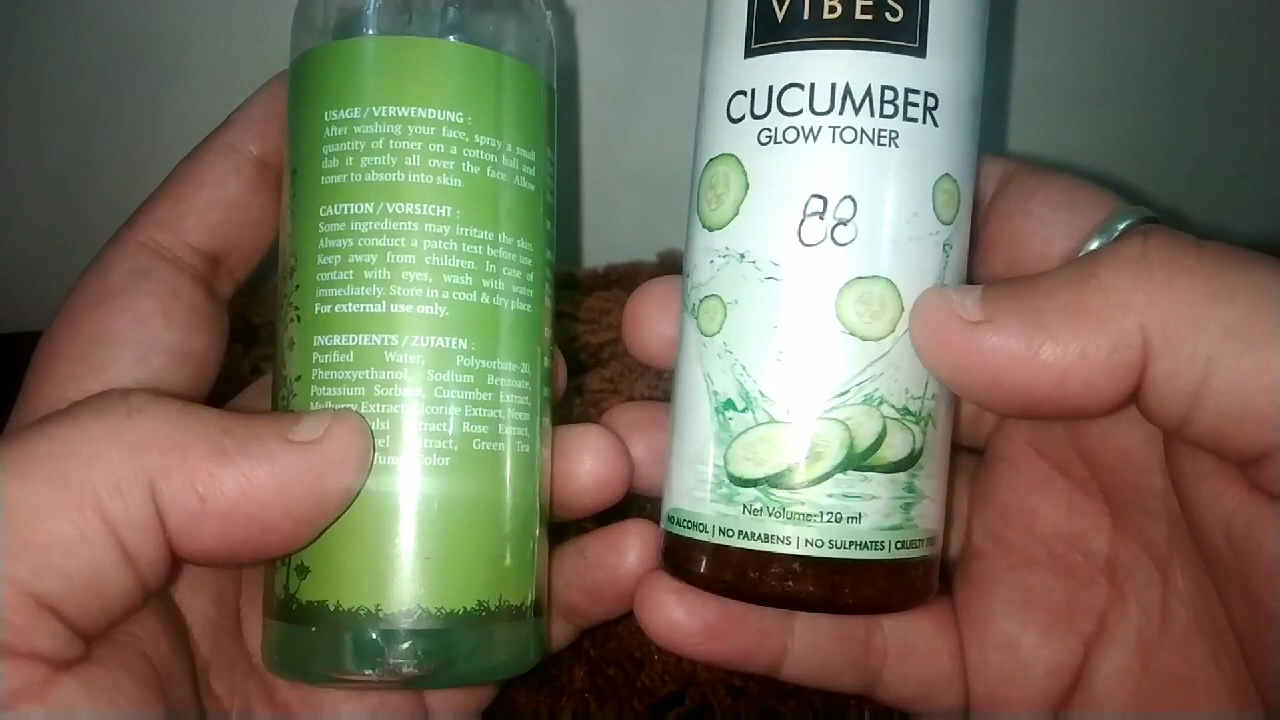 USAGE / VERWENDUNG :
After washing your face, spray a small
quantity of toner on a cotton ball and
dab it gently all over the face. Allow
toner to absorb into skin.
CAUTION / VORSICHT :
Some ingredients may irritate the skin.
Always conduct a patch test before use.
Keep away from children. In case of
contact with eyes, wash with water
immediately. Store in a cool & dry place.
For external use only.
INGREDIENTS / ZUTATEN :
Purified Water, Polysorbate-20,
Phenoxyethanol, Sodium Benzoate,
Potassium Sorbate, Cucumber Extract,
Mulberry Extract, Licorice Extract, Neem
Extract, Rose Extract,
Extract, Green Tea
Color
VIBES
CUCUMBER
GLOW TONER
88
Net Volume:120 ml
NO ALCOHOL | NO PARABENS | NO SULPHATES | CRUELTY